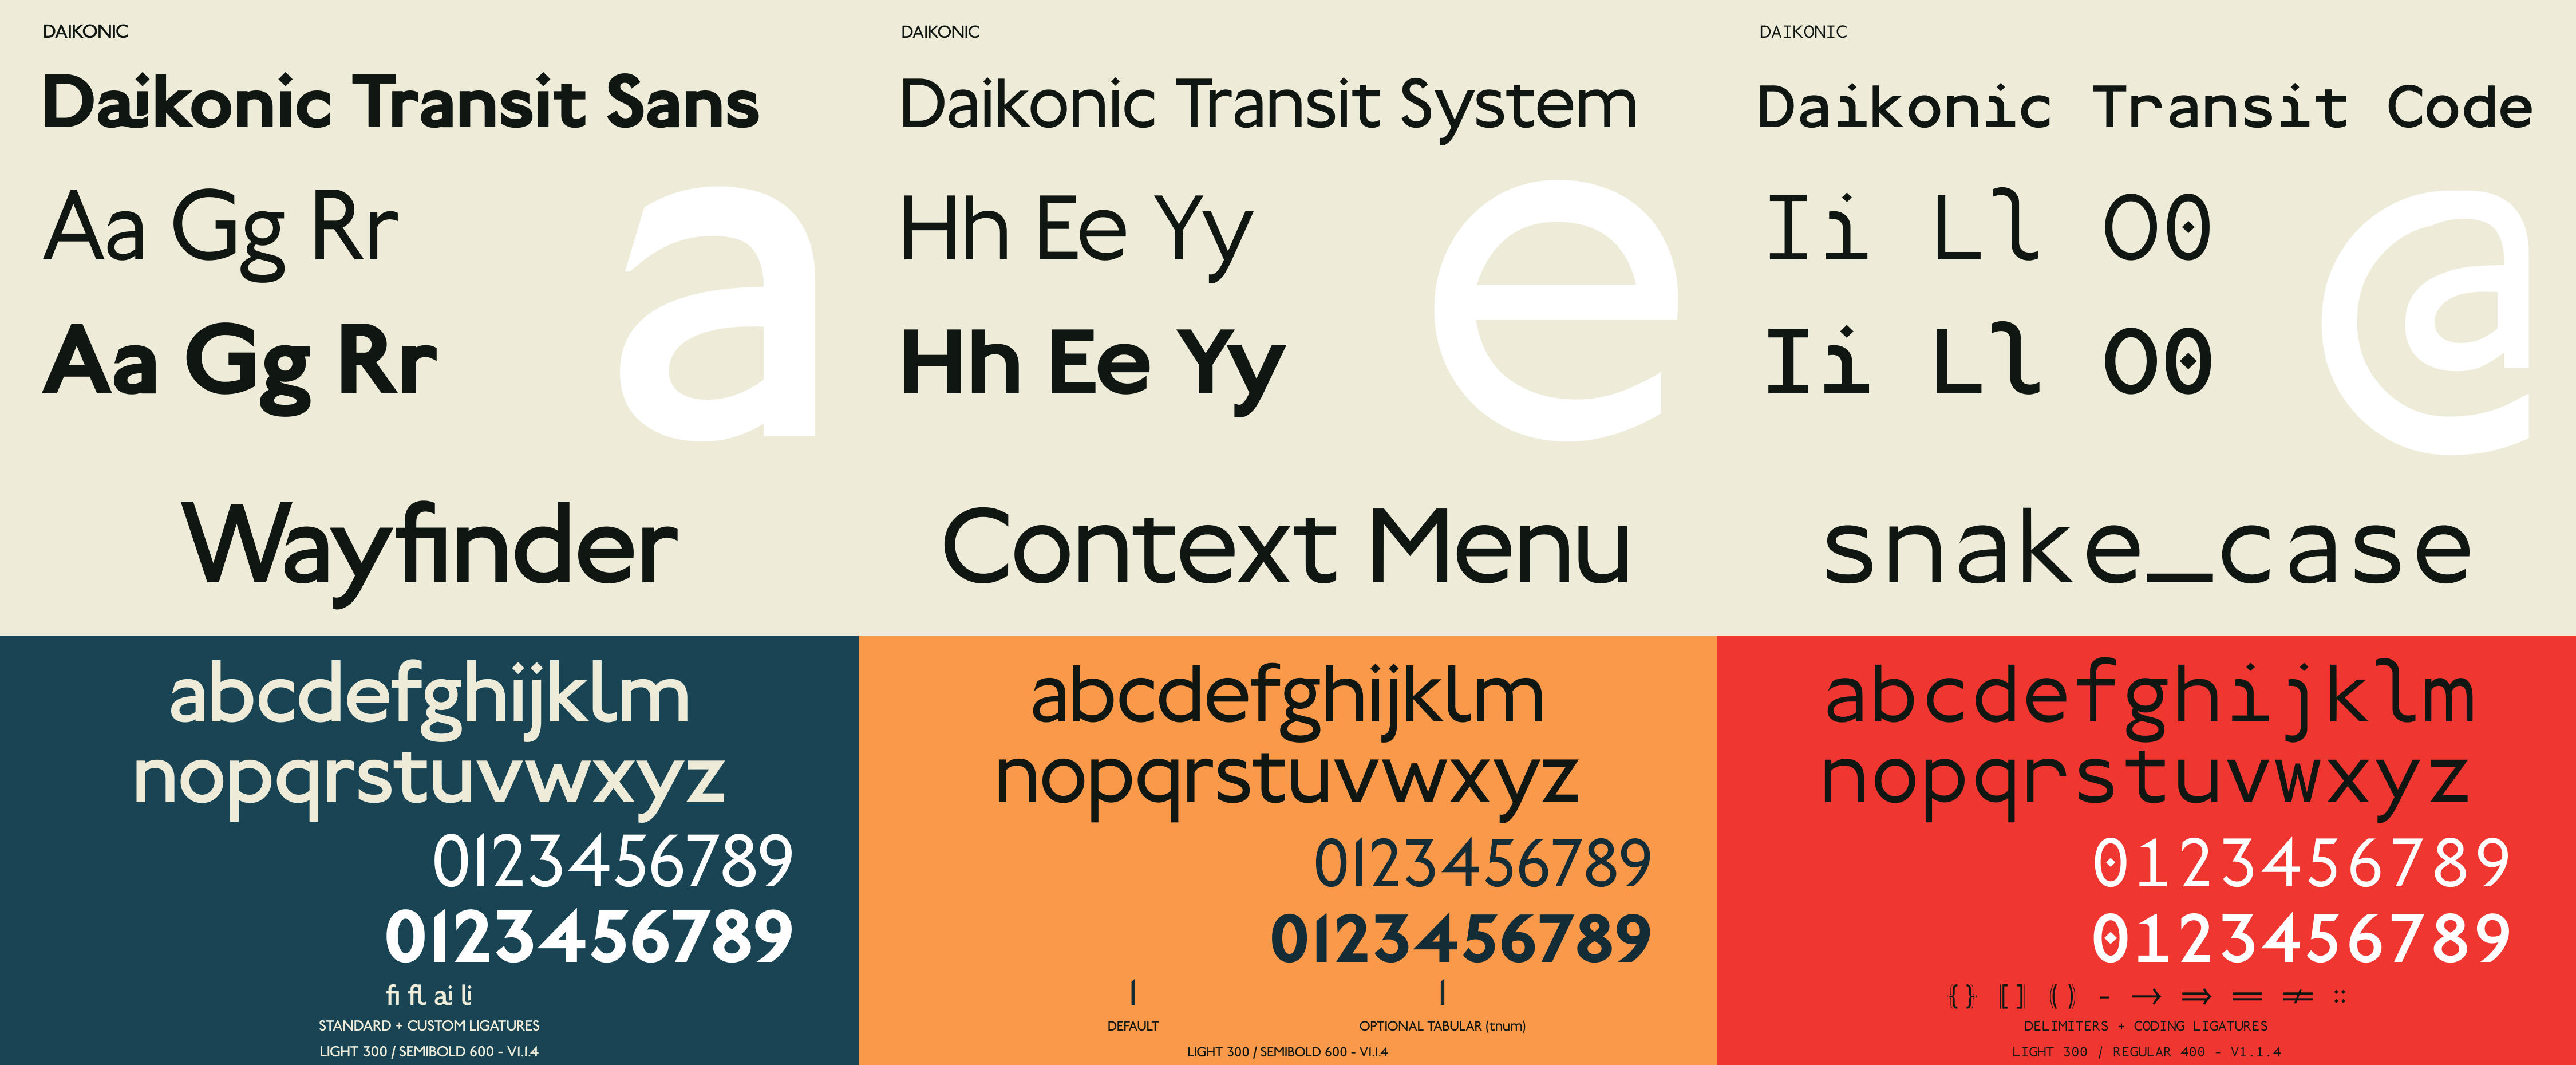 DAIKONIC
Daikonic Transit Sans
Aa Gg Rr
Aa Gg Rr
a
Wayfinder
abcdefghijklm
nopqrstuvwxyz
0123456789
0123456789
fi fl ai li
STANDARD + CUSTOM LIGATURES
LIGHT 300 / SEMIBOLD 600 - V1.1.4
DAIKONIC
Daikonic Transit System
Hh Ee Yy
Hh Ee Yy
e
Context Menu
abcdefghijklm
nopqrstuvwxyz
0123456789
0123456789
1 1
DEFAULT OPTIONAL TABULAR (tnum)
LIGHT 300 / SEMIBOLD 600 - V1.1.4
DAIKONIC
Daikonic Transit Code
Ii Ll O0
Ii Ll O0
@
snake_case
abcdefghijklm
nopqrstuvwxyz
0123456789
0123456789
{} [] () - → ⇒ == ≠ ::
DELIMITERS + CODING LIGATURES
LIGHT 300 / REGULAR 400 - V1.1.4